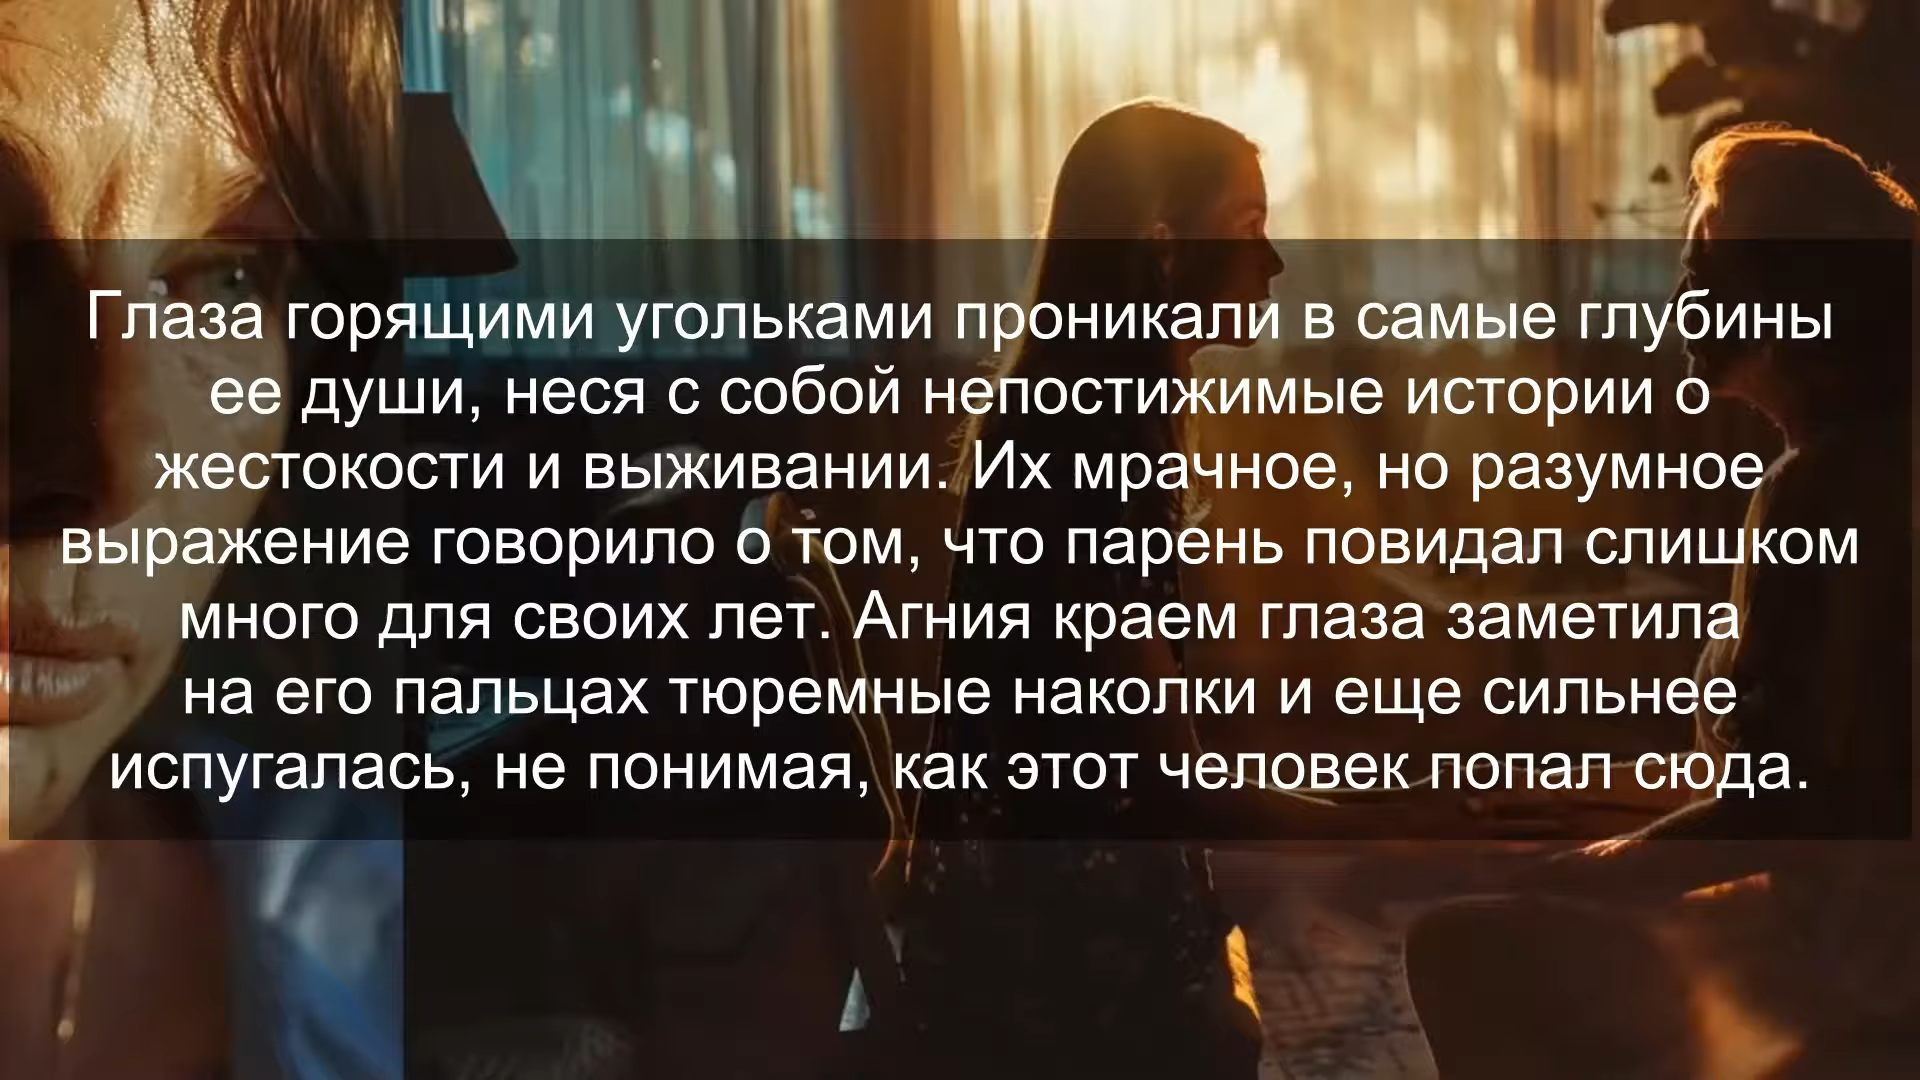 Глаза горящими угольками проникали в самые глубины
ее души, неся с собой непостижимые истории о
жестокости и выживании. Их мрачное, но разумное
выражение говорило о том, что парень повидал слишком
много для своих лет. Агния краем глаза заметила
на его пальцах тюремные наколки и еще сильнее
испугалась, не понимая, как этот человек попал сюда.